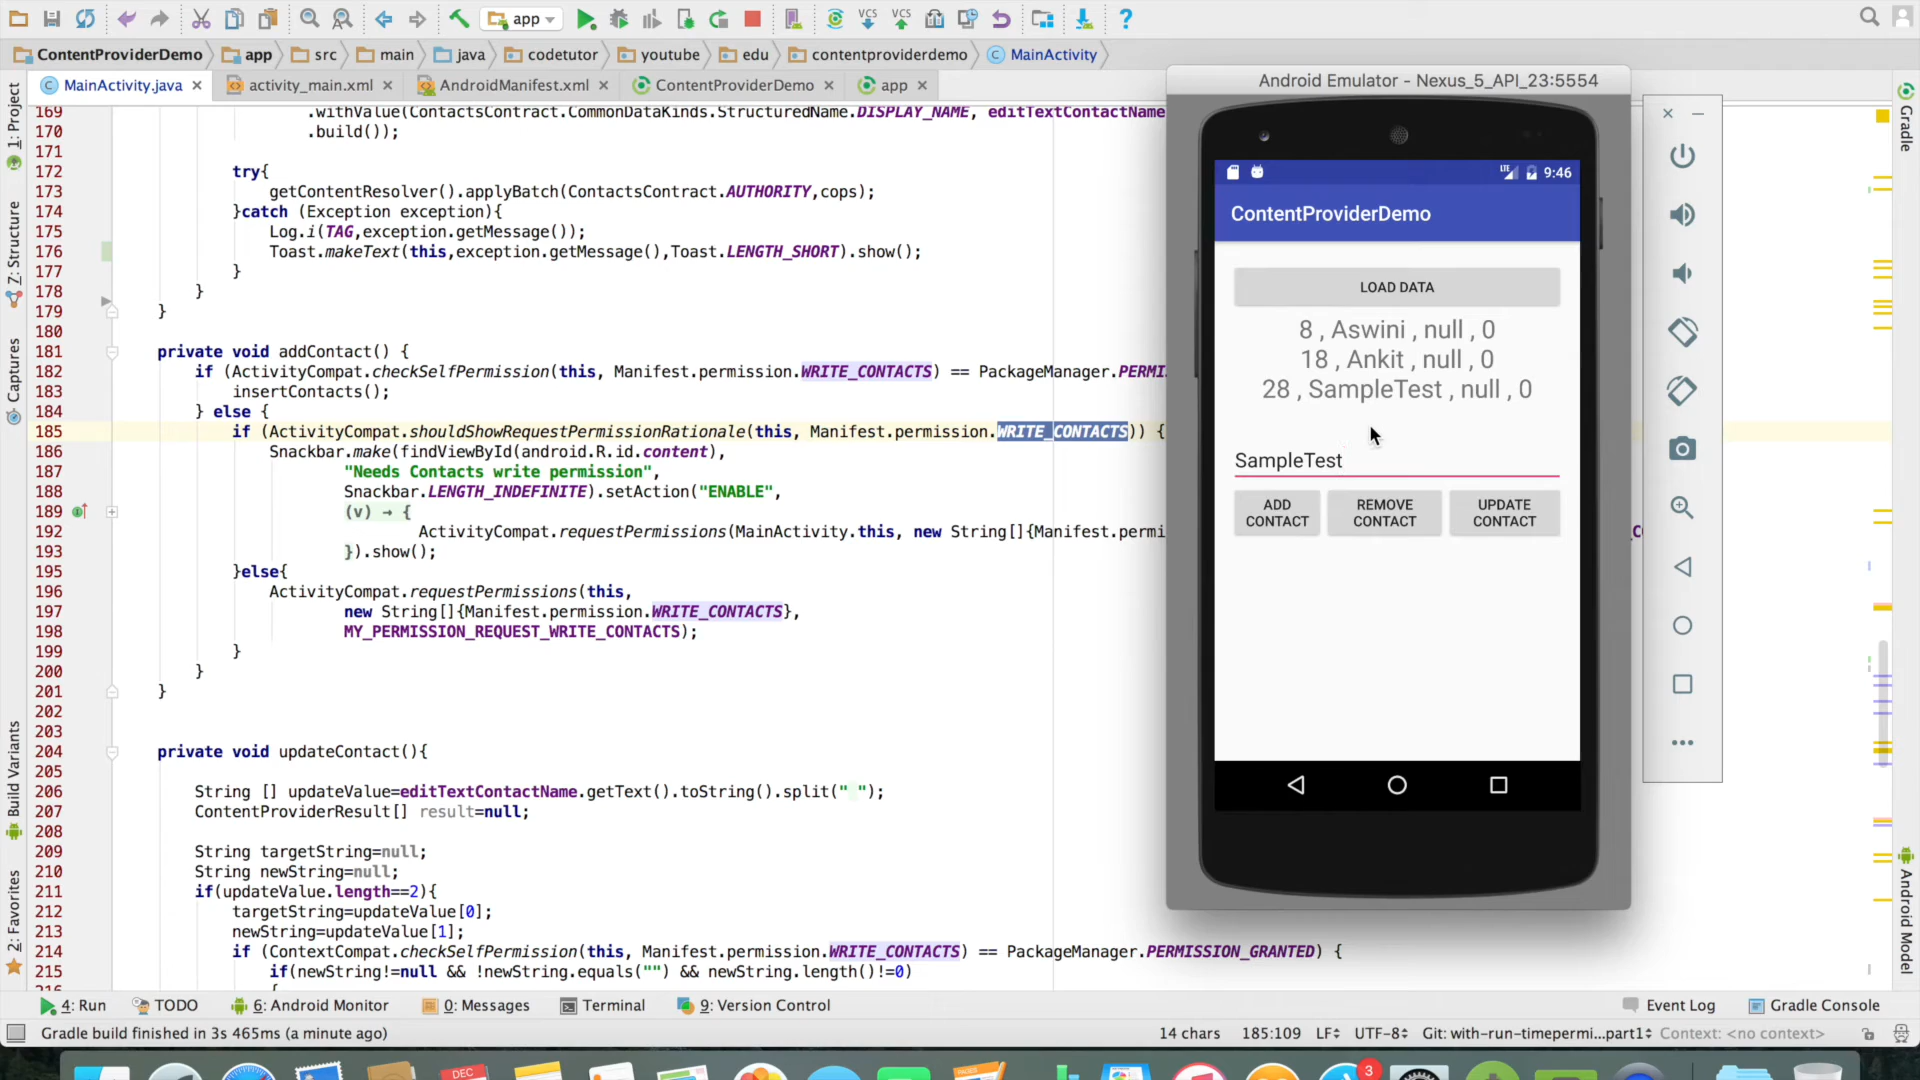 app
VCS
VCS
ContentProviderDemo
app
src
main
java
codetutor
youtube
edu
contentproviderdemo
MainActivity
MainActivity.java
activity_main.xml
AndroidManifest.xml
ContentProviderDemo
app
1: Project
Z: Structure
Captures
Build Variants
2: Favorites
169 .withValue(ContactsContract.CommonDataKinds.StructuredName.DISPLAY_NAME, editTextContactName
170 .build());
171
172 try{
173 getContentResolver().applyBatch(ContactsContract.AUTHORITY,cops);
174 }catch (Exception exception){
175 Log.i(TAG,exception.getMessage());
176 Toast.makeText(this,exception.getMessage(),Toast.LENGTH_SHORT).show();
177 }
178 }
179 }
180
181 private void addContact() {
182 if (ActivityCompat.checkSelfPermission(this, Manifest.permission.WRITE_CONTACTS) == PackageManager.PERMI
183 insertContacts();
184 } else {
185 if (ActivityCompat.shouldShowRequestPermissionRationale(this, Manifest.permission.WRITE_CONTACTS)) {
186 Snackbar.make(findViewById(android.R.id.content),
187 "Needs Contacts write permission",
188 Snackbar.LENGTH_INDEFINITE).setAction("ENABLE",
189 (v) → {
192 ActivityCompat.requestPermissions(MainActivity.this, new String[]{Manifest.permi
193 }).show();
195 }else{
196 ActivityCompat.requestPermissions(this,
197 new String[]{Manifest.permission.WRITE_CONTACTS},
198 MY_PERMISSION_REQUEST_WRITE_CONTACTS);
199 }
200 }
201 }
202
203
204 private void updateContact(){
205
206 String [] updateValue=editTextContactName.getText().toString().split(" ");
207 ContentProviderResult[] result=null;
208
209 String targetString=null;
210 String newString=null;
211 if(updateValue.length==2){
212 targetString=updateValue[0];
213 newString=updateValue[1];
214 if (ContextCompat.checkSelfPermission(this, Manifest.permission.WRITE_CONTACTS) == PackageManager.PERMISSION_GRANTED) {
215 if(newString!=null && !newString.equals("") && newString.length()!=0)
Android Emulator - Nexus_5_API_23:5554
LTE
9:46
ContentProviderDemo
LOAD DATA
8 , Aswini , null , 0
18 , Ankit , null , 0
28 , SampleTest , null , 0
SampleTest
ADD CONTACT
REMOVE CONTACT
UPDATE CONTACT
Gradle
Android Model
4: Run
TODO
6: Android Monitor
0: Messages
Terminal
9: Version Control
Event Log
Gradle Console
Gradle build finished in 3s 465ms (a minute ago)
14 chars
185:109
LF
UTF-8
Git: with-run-timepermi...part1
Context: <no context>
DEC
3